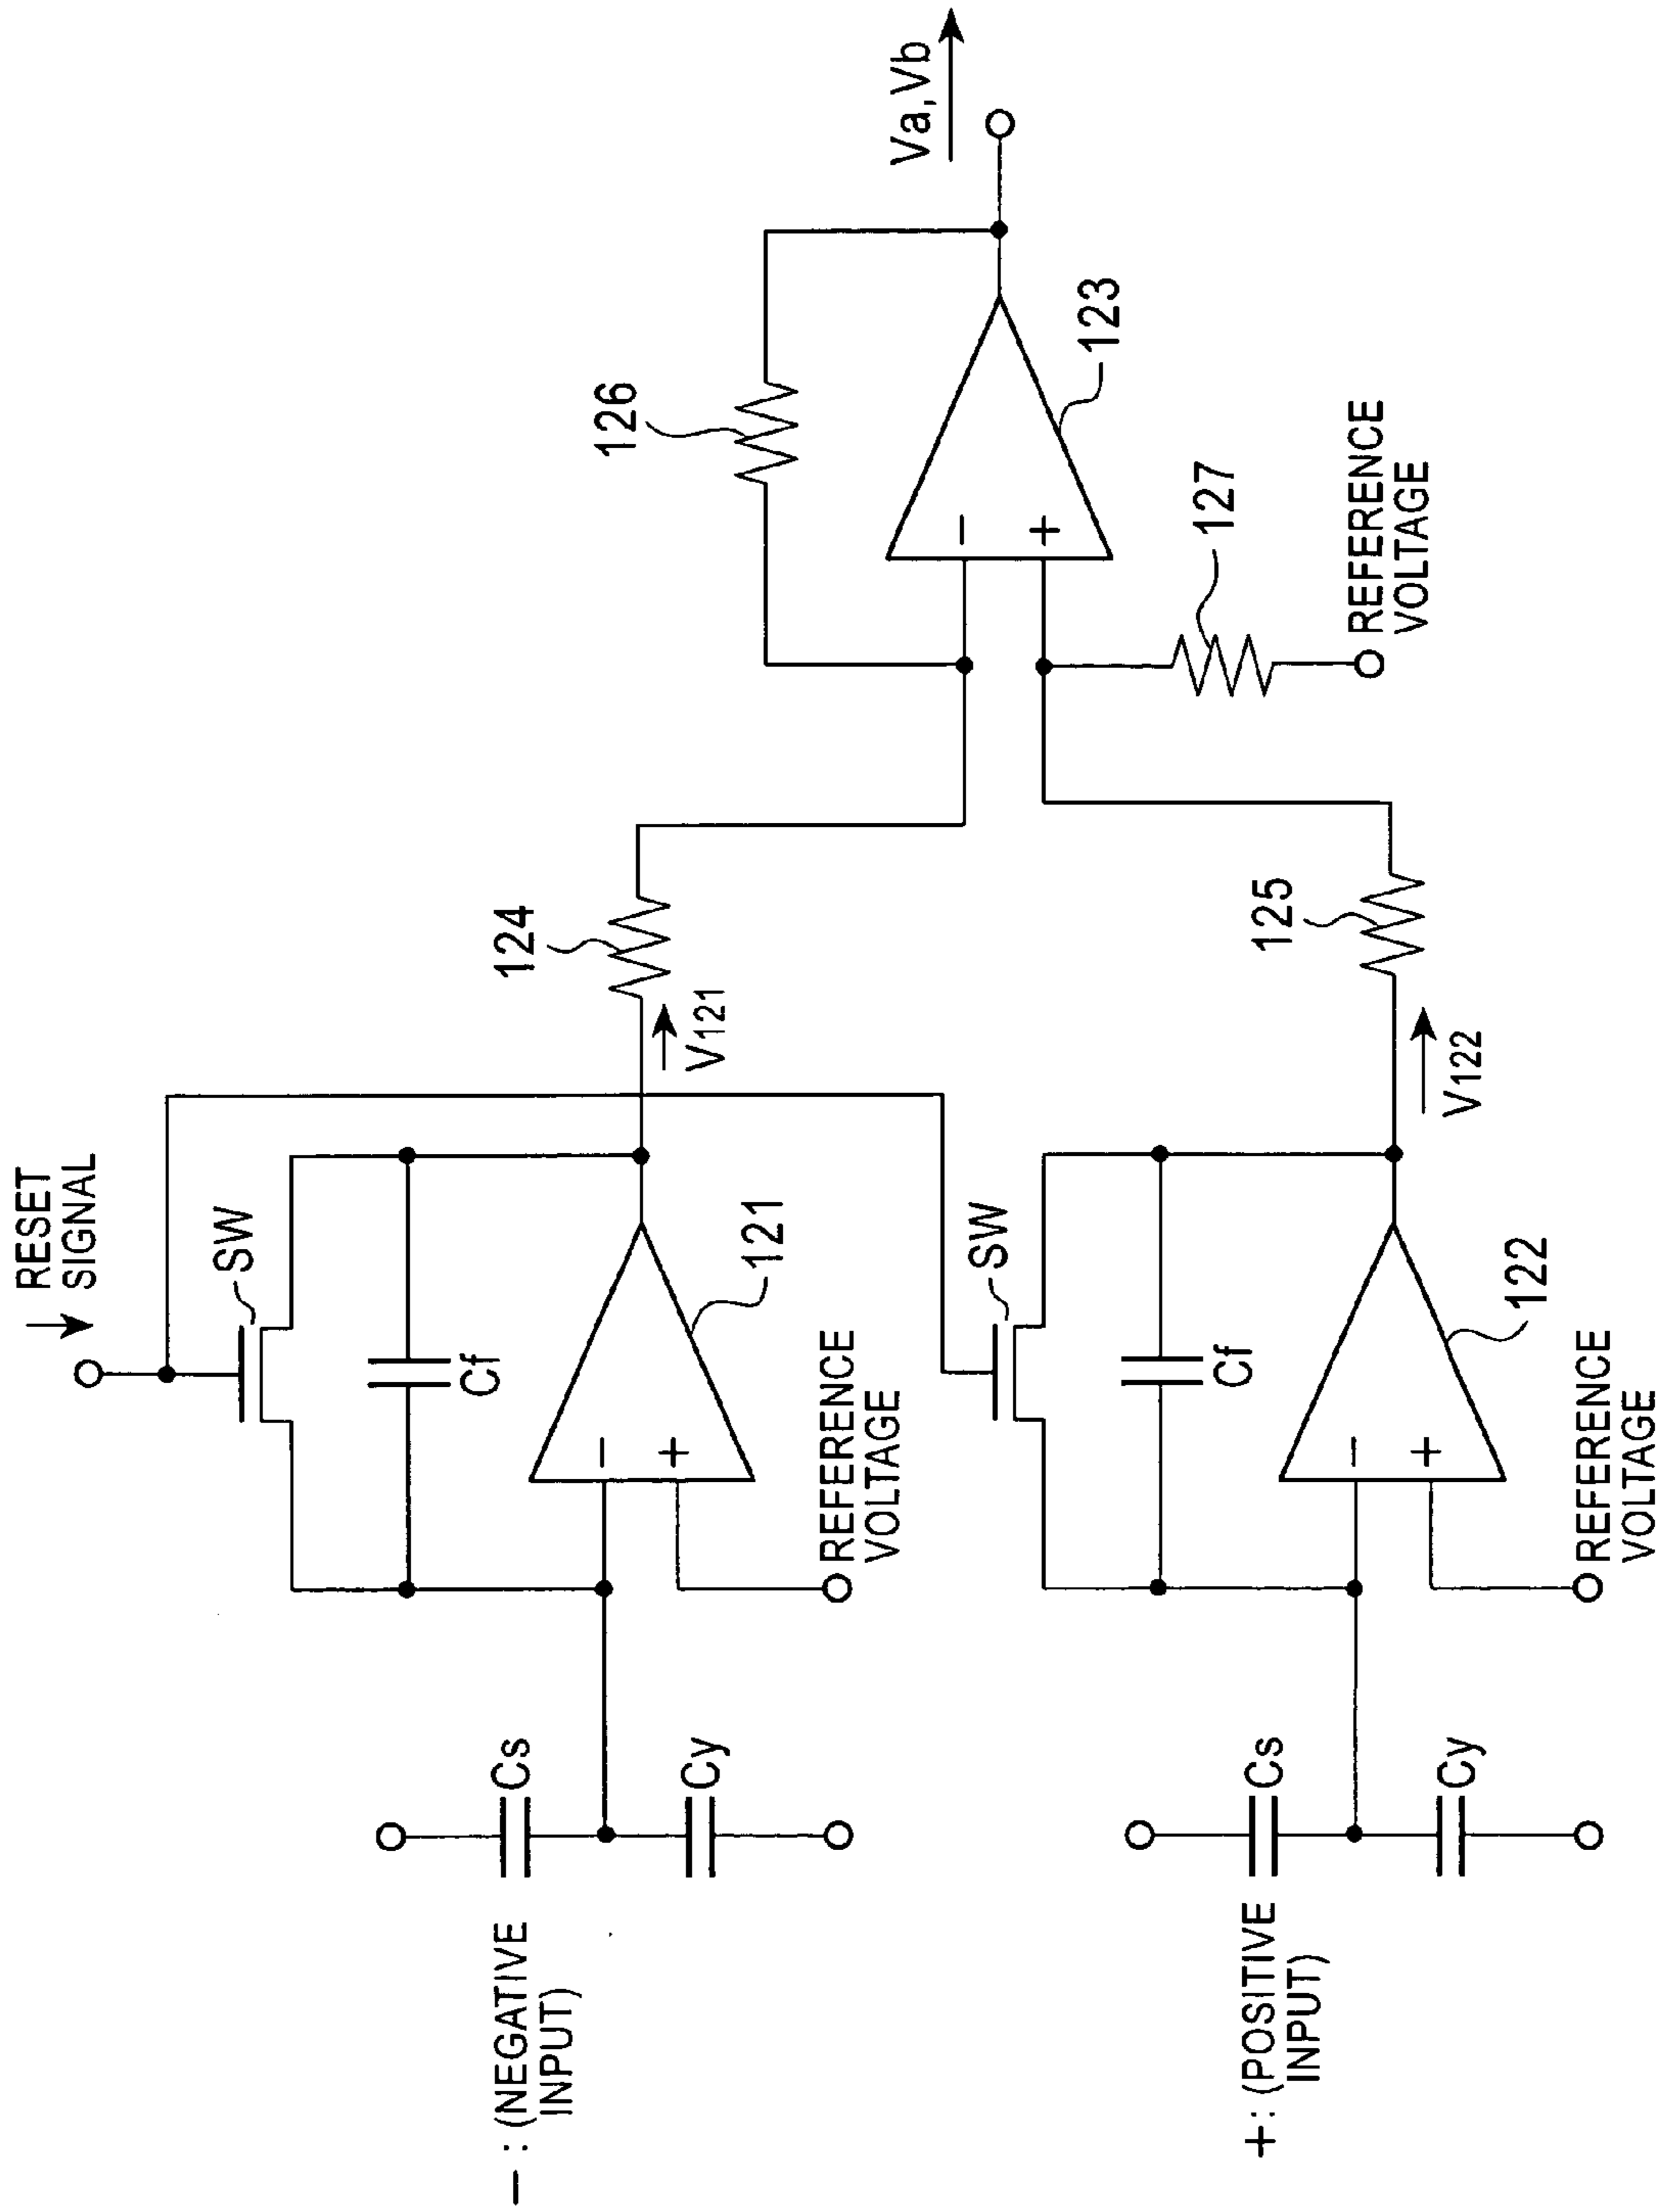 RESET
SIGNAL
SW
Cf
−
+
121
REFERENCE
VOLTAGE
Cs
Cy
− : (NEGATIVE
INPUT)
V121
124
SW
Cf
−
+
122
REFERENCE
VOLTAGE
Cs
Cy
+ : (POSITIVE
INPUT)
V122
125
126
−
+
123
127
REFERENCE
VOLTAGE
Va,Vb